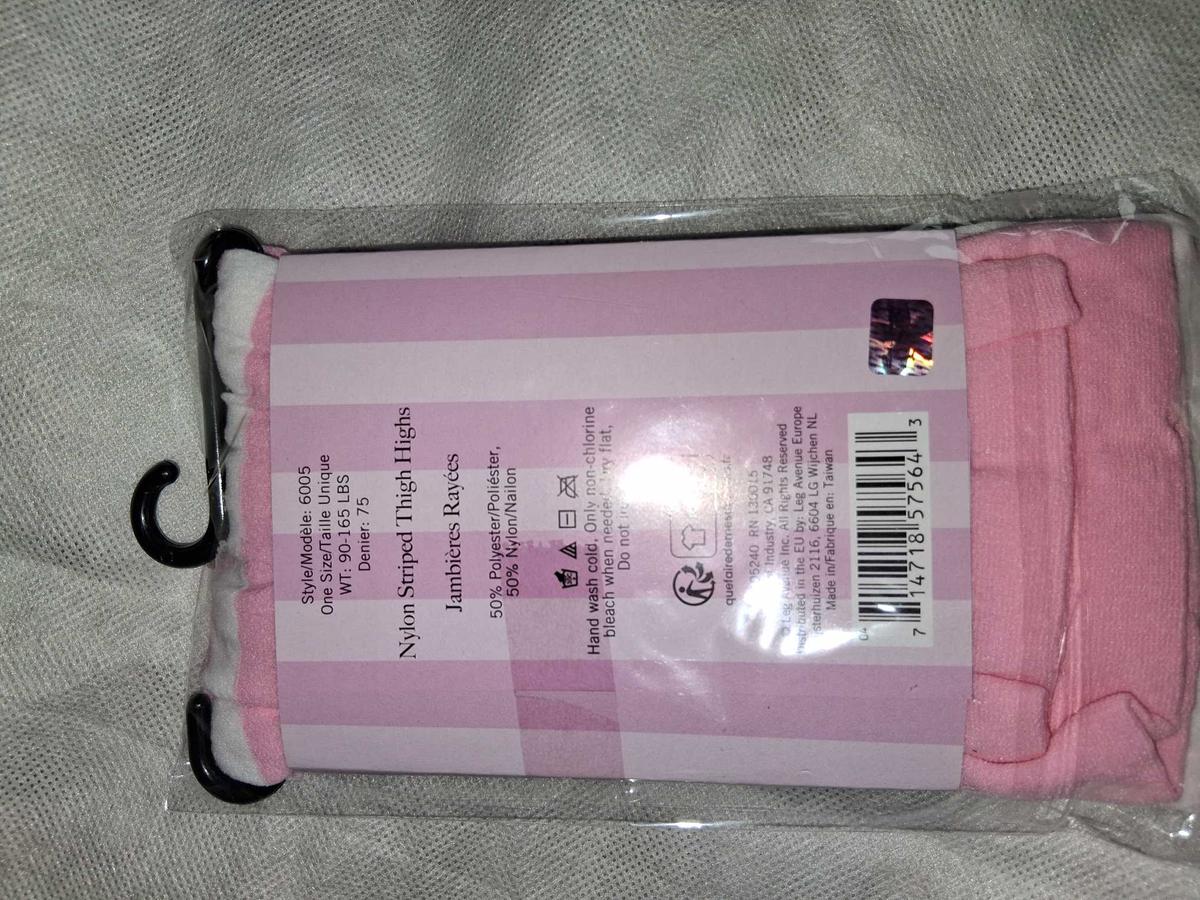 Style/Modèle: 6005
One Size/Taille Unique
WT: 90-165 LBS
Denier: 75
Nylon Striped Thigh Highs
Jambières Rayées
50% Polyester/Poliéster,
50% Nylon/Nailon
Hand wash cold. Only non-chlorine
bleach when needed. Dry flat,
Do not
RN 130015
Industry, CA 91748
© Leg Avenue Inc. All Rights Reserved
Distributed in the EU by: Leg Avenue Europe
2116, 6604 LG Wijchen NL
Made in/Fabrique en: Taiwan
04
7 14718 57564 3